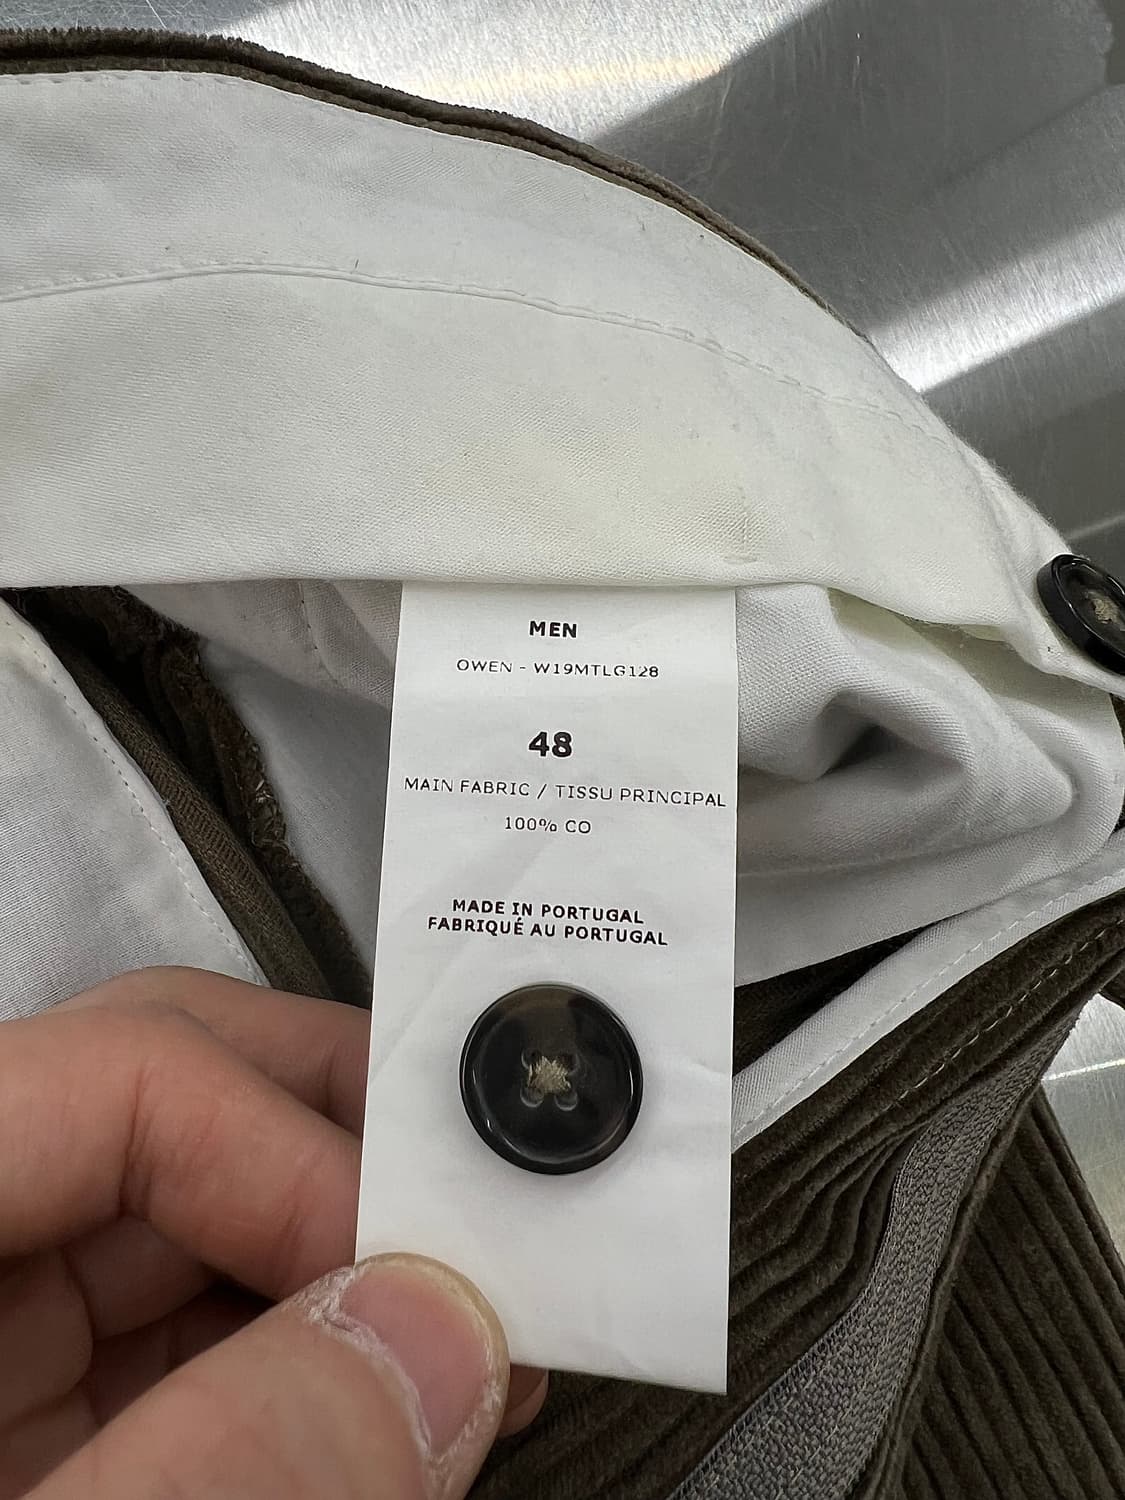 MEN
OWEN - W19MTLG128
48
MAIN FABRIC / TISSU PRINCIPAL
100% CO
MADE IN PORTUGAL
FABRIQUÉ AU PORTUGAL